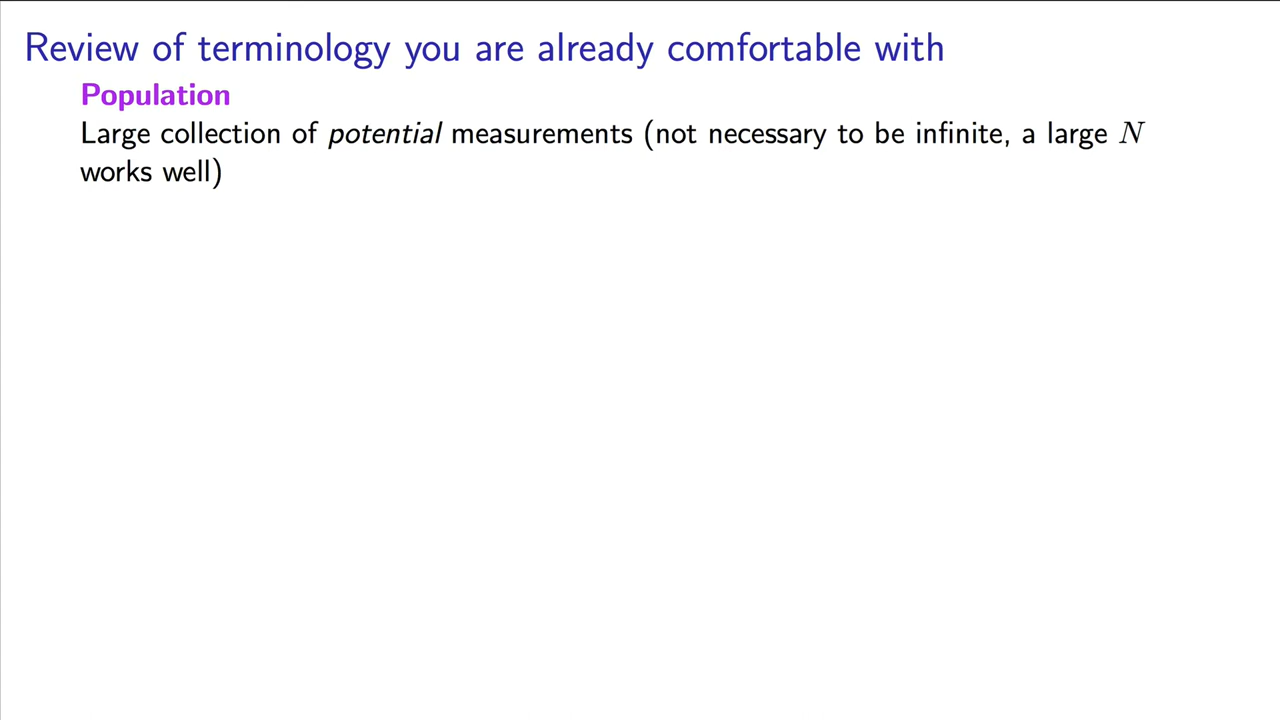 Review of terminology you are already comfortable with
Population
Large collection of potential measurements (not necessary to be infinite, a large N
works well)